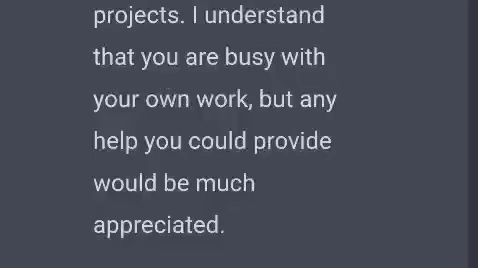 projects. I understand
that you are busy with
your own work, but any
help you could provide
would be much
appreciated.